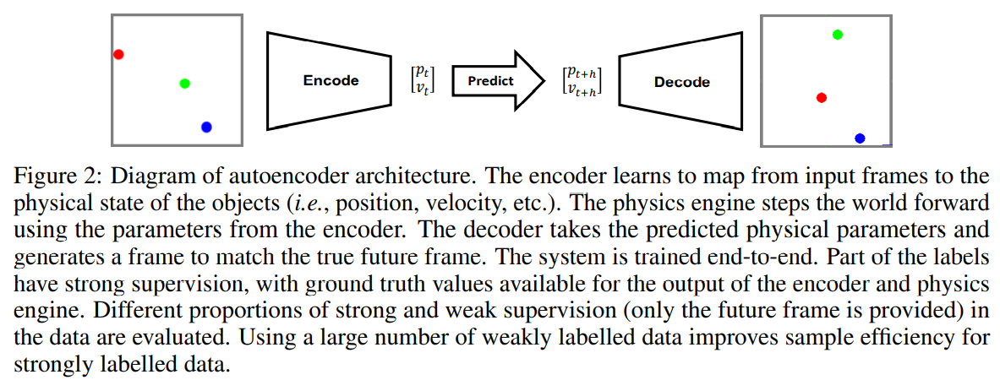 Encode
[p_t v_t]
Predict
[p_{t+h} v_{t+h}]
Decode
Figure 2: Diagram of autoencoder architecture. The encoder learns to map from input frames to the
physical state of the objects (i.e., position, velocity, etc.). The physics engine steps the world forward
using the parameters from the encoder. The decoder takes the predicted physical parameters and
generates a frame to match the true future frame. The system is trained end-to-end. Part of the labels
have strong supervision, with ground truth values available for the output of the encoder and physics
engine. Different proportions of strong and weak supervision (only the future frame is provided) in
the data are evaluated. Using a large number of weakly labelled data improves sample efficiency for
strongly labelled data.